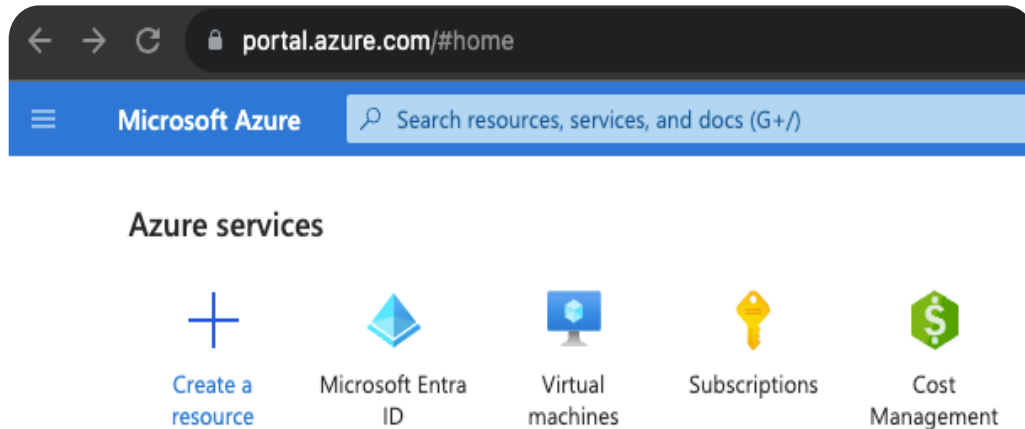 portal.azure.com/#home
Microsoft Azure
Search resources, services, and docs (G+/)
Azure services
Create a
resource
Microsoft Entra
ID
Virtual
machines
Subscriptions
Cost
Management